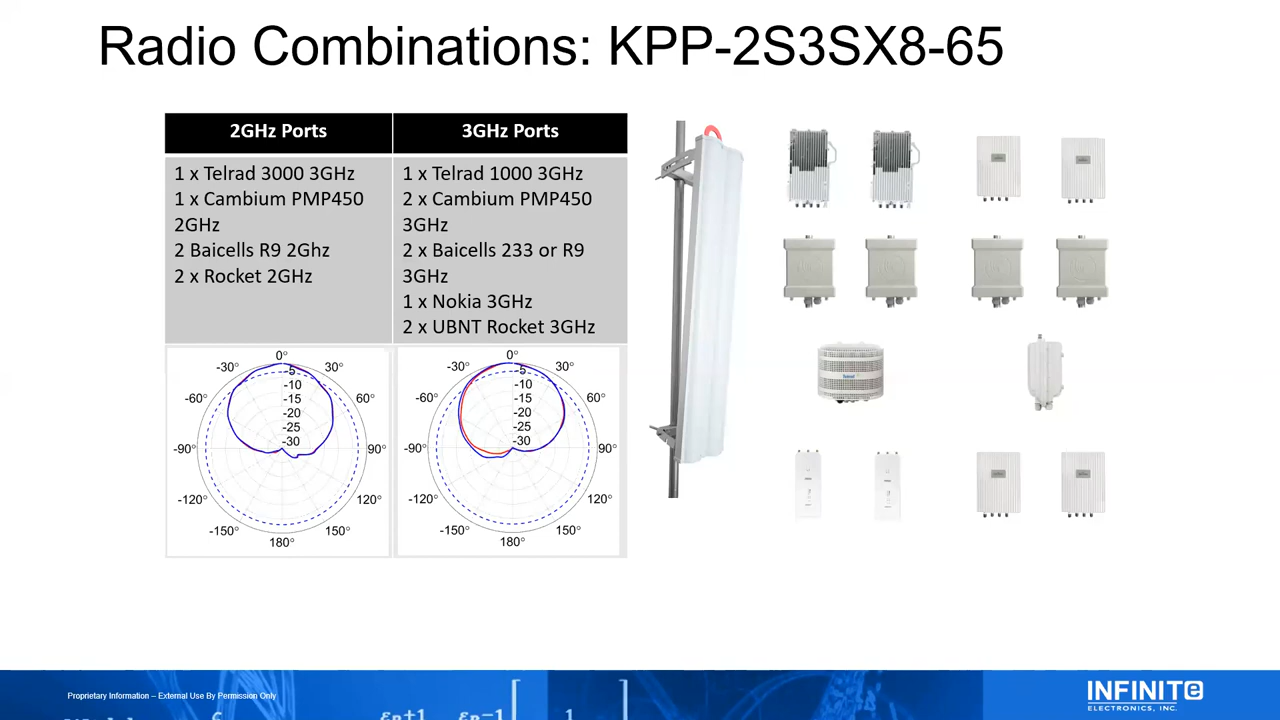 Radio Combinations: KPP-2S3SX8-65
2GHz Ports
3GHz Ports
1 x Telrad 3000 3GHz
1 x Cambium PMP450
2GHz
2 Baicells R9 2Ghz
2 x Rocket 2GHz
1 x Telrad 1000 3GHz
2 x Cambium PMP450
3GHz
2 x Baicells 233 or R9
3GHz
1 x Nokia 3GHz
2 x UBNT Rocket 3GHz
0°
-30° 30°
-5
-10
-60° 60°
-15
-20
-25
-30
-90° 90°
-120° 120°
-150° 150°
180°
0°
-30° 30°
-5
-10
-60° 60°
-15
-20
-25
-30
-90° 90°
-120° 120°
-150° 150°
180°
Proprietary Information – External Use By Permission Only
INFINITE
ELECTRONICS, INC.